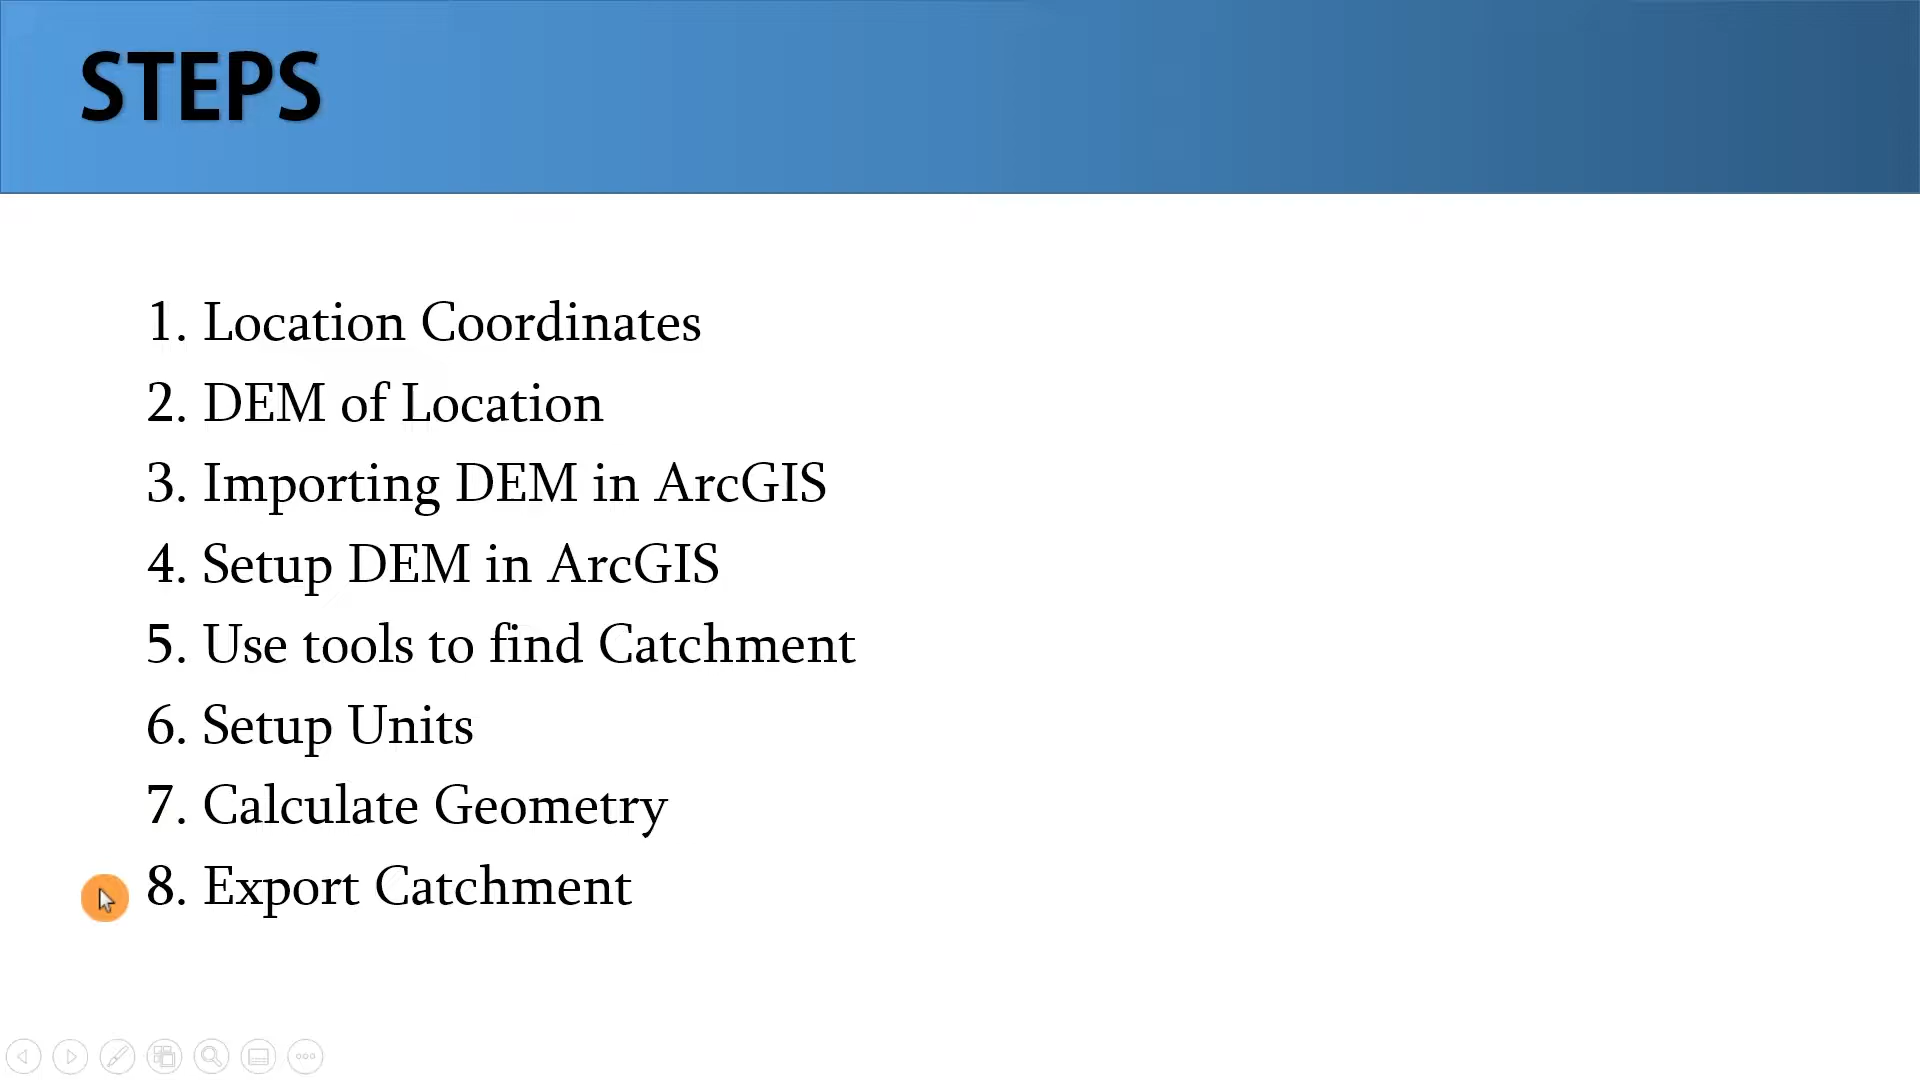 STEPS
1. Location Coordinates
2. DEM of Location
3. Importing DEM in ArcGIS
4. Setup DEM in ArcGIS
5. Use tools to find Catchment
6. Setup Units
7. Calculate Geometry
8. Export Catchment